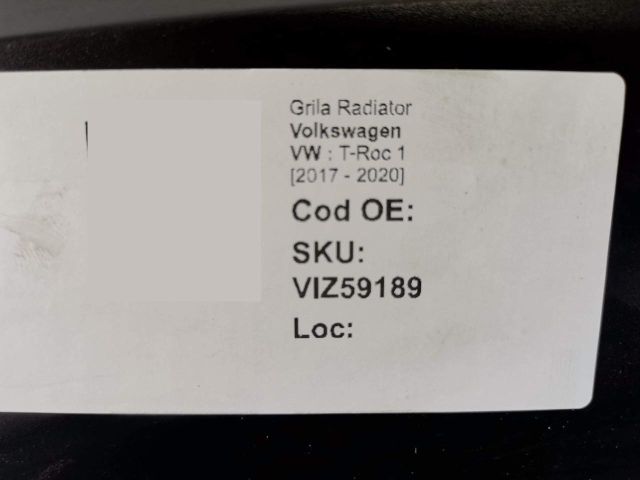 Grila Radiator
Volkswagen
VW : T-Roc 1
[2017 - 2020]
Cod OE:
SKU:
VIZ59189
Loc: